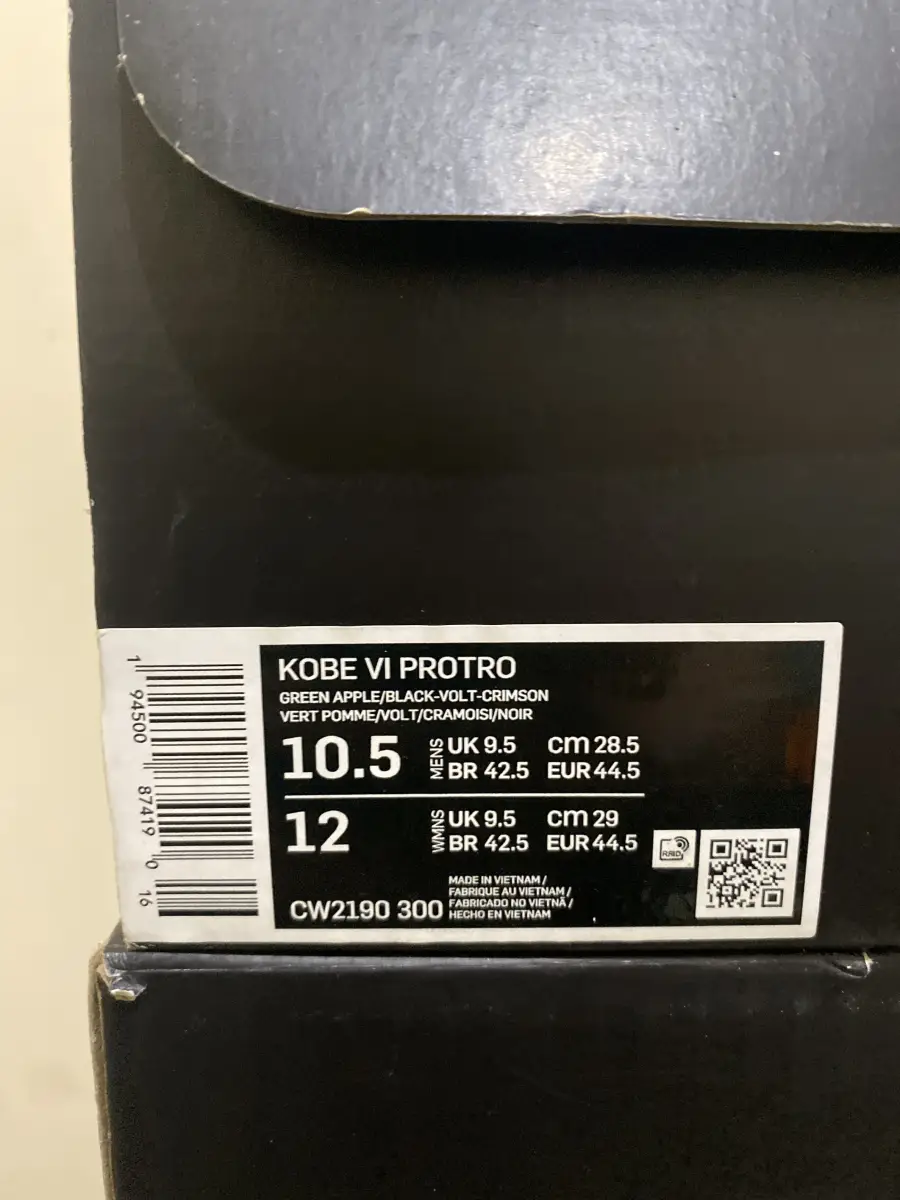 KOBE VI PROTRO
GREEN APPLE/BLACK-VOLT-CRIMSON
VERT POMME/VOLT/CRAMOISI/NOIR
10.5 MENS UK 9.5 cm 28.5
BR 42.5 EUR 44.5
12 WMNS UK 9.5 cm 29
BR 42.5 EUR 44.5
MADE IN VIETNAM /
FABRIQUE AU VIETNAM /
FABRICADO NO VIETNÃ /
HECHO EN VIETNAM
CW2190 300
RFID
1 94500 87419 0 16